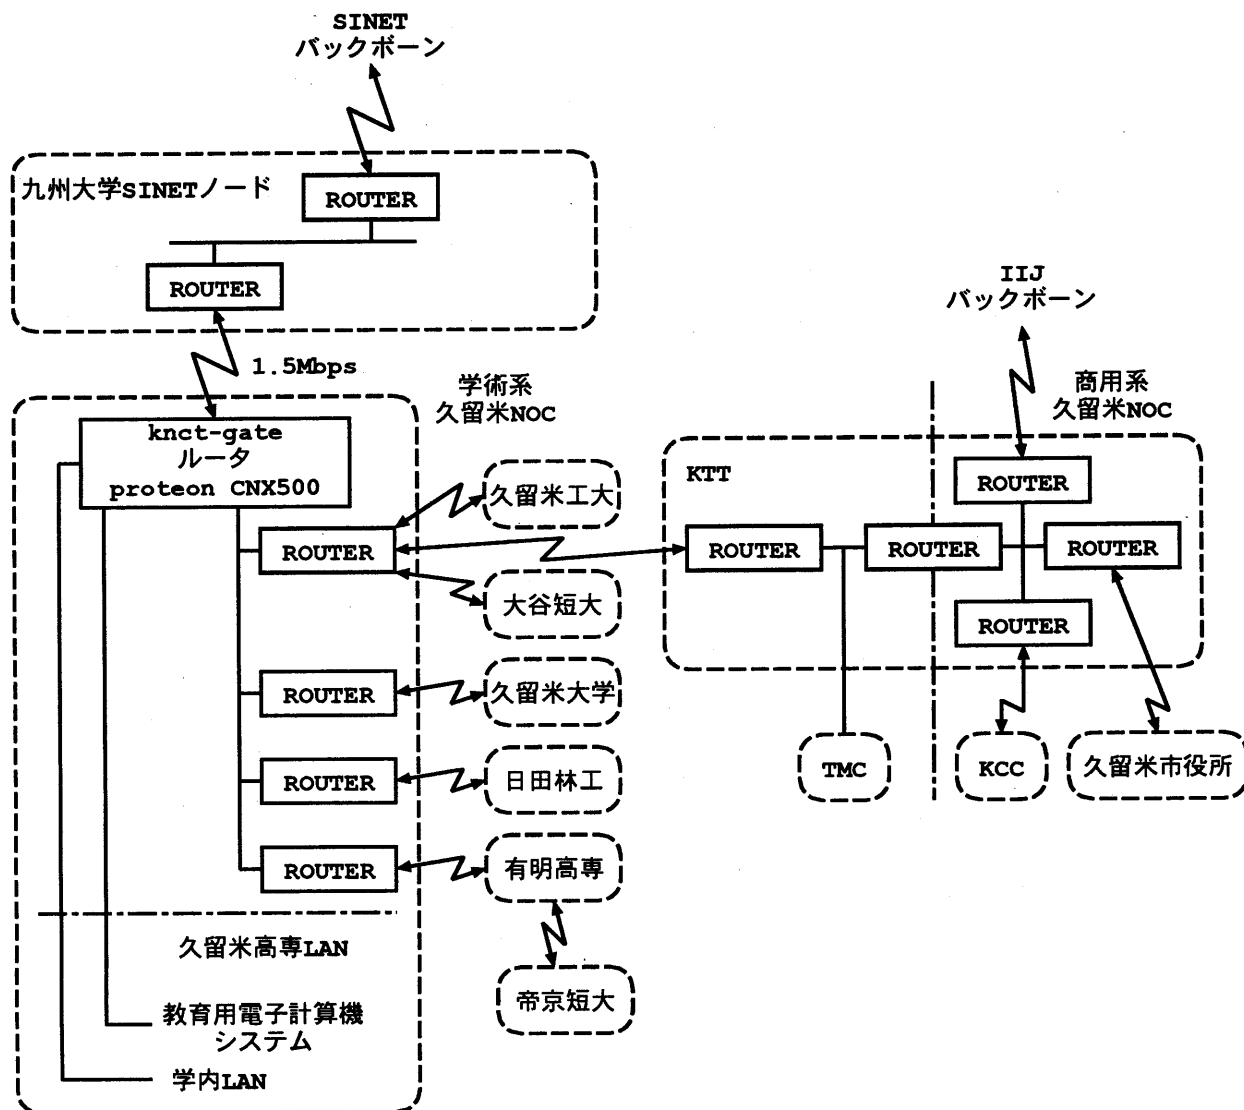 SINET
バックボーン
九州大学SINETノード
ROUTER
ROUTER
1.5Mbps
学術系
久留米NOC
knct-gate
ルータ
proteon CNX500
ROUTER
久留米工大
大谷短大
ROUTER
久留米大学
ROUTER
日田林工
ROUTER
有明高専
帝京短大
久留米高専LAN
教育用電子計算機
システム
学内LAN
IIJ
バックボーン
商用系
久留米NOC
KTT
ROUTER
ROUTER
ROUTER
ROUTER
ROUTER
TMC
KCC
久留米市役所